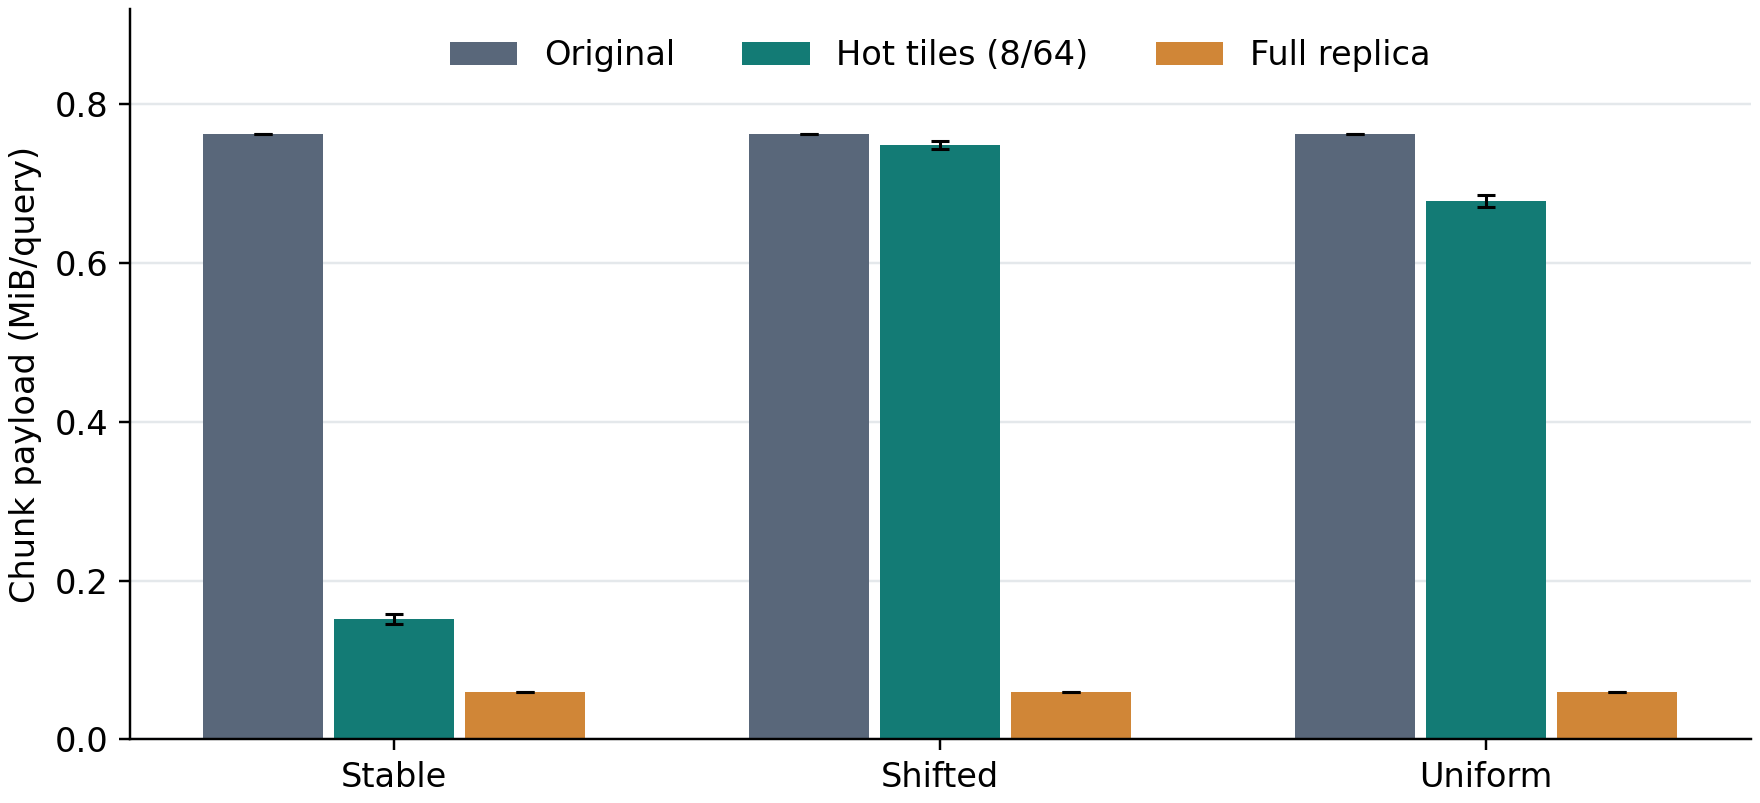 Original Hot tiles (8/64) Full replica
Chunk payload (MiB/query)
0.8
0.6
0.4
0.2
0.0
Stable Shifted Uniform